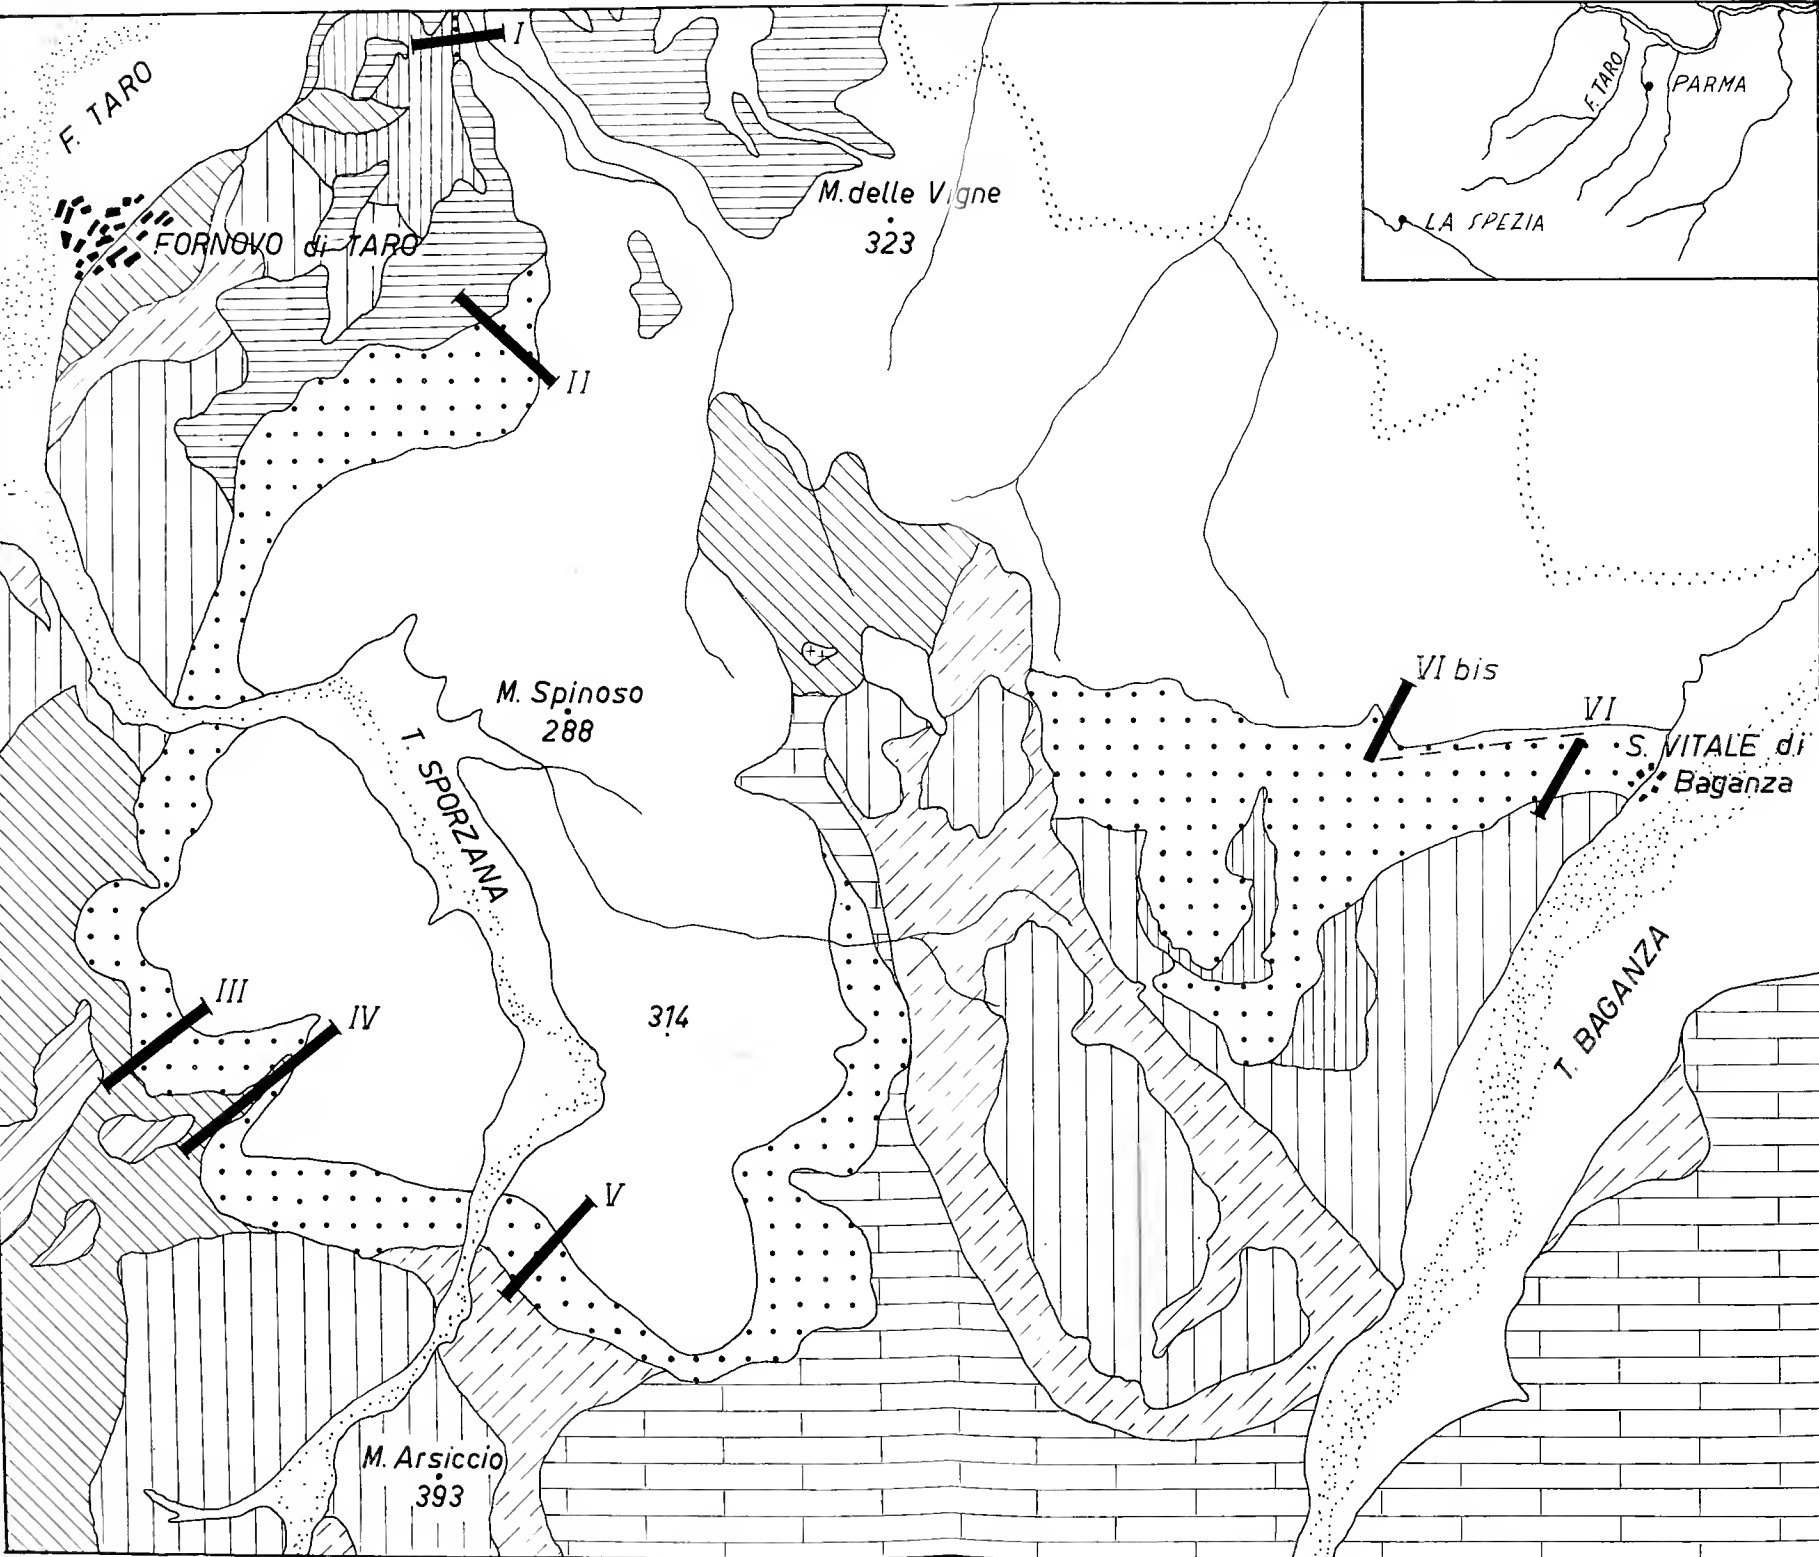 I
F. TARO
F. TARO
PARMA
LA SPEZIA
M. delle Vigne
323
FORNOVO di TARO
II
M. Spinoso
288
VI bis
VI
S. VITALE di
Baganza
T. SPORZANA
T. BAGANZA
III
IV
314
V
M. Arsiccio
393